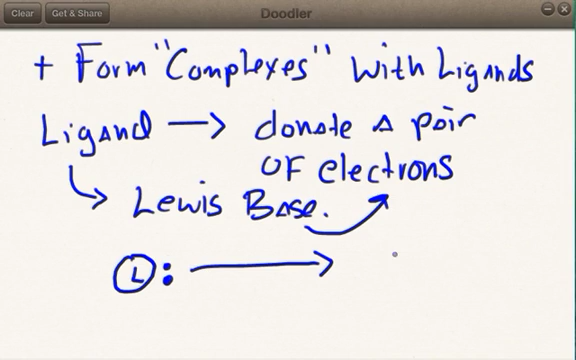 Clear Get & Share Doodler
+ Form "Complexes" With Ligands
Ligand → donate a pair
of electrons
Lewis Base.
L :→